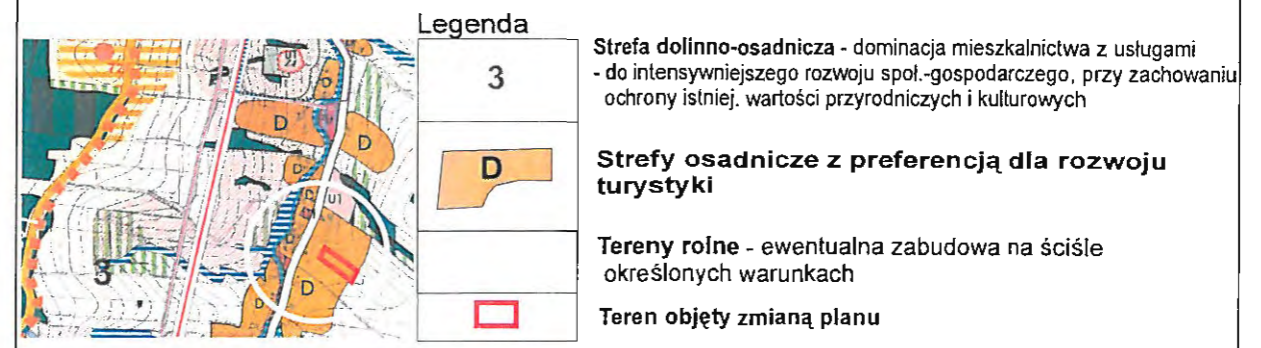 Legenda
3
Strefa dolinno-osadnicza - dominacja mieszkalnictwa z usługami
- do intensywniejszego rozwoju społ.-gospodarczego, przy zachowaniu
ochrony istniej. wartości przyrodniczych i kulturowych
D
Strefy osadnicze z preferencją dla rozwoju
turystyki
Tereny rolne - ewentualna zabudowa na ściśle
określonych warunkach
Teren objęty zmianą planu
D
D
D
D
U1
D
D
3